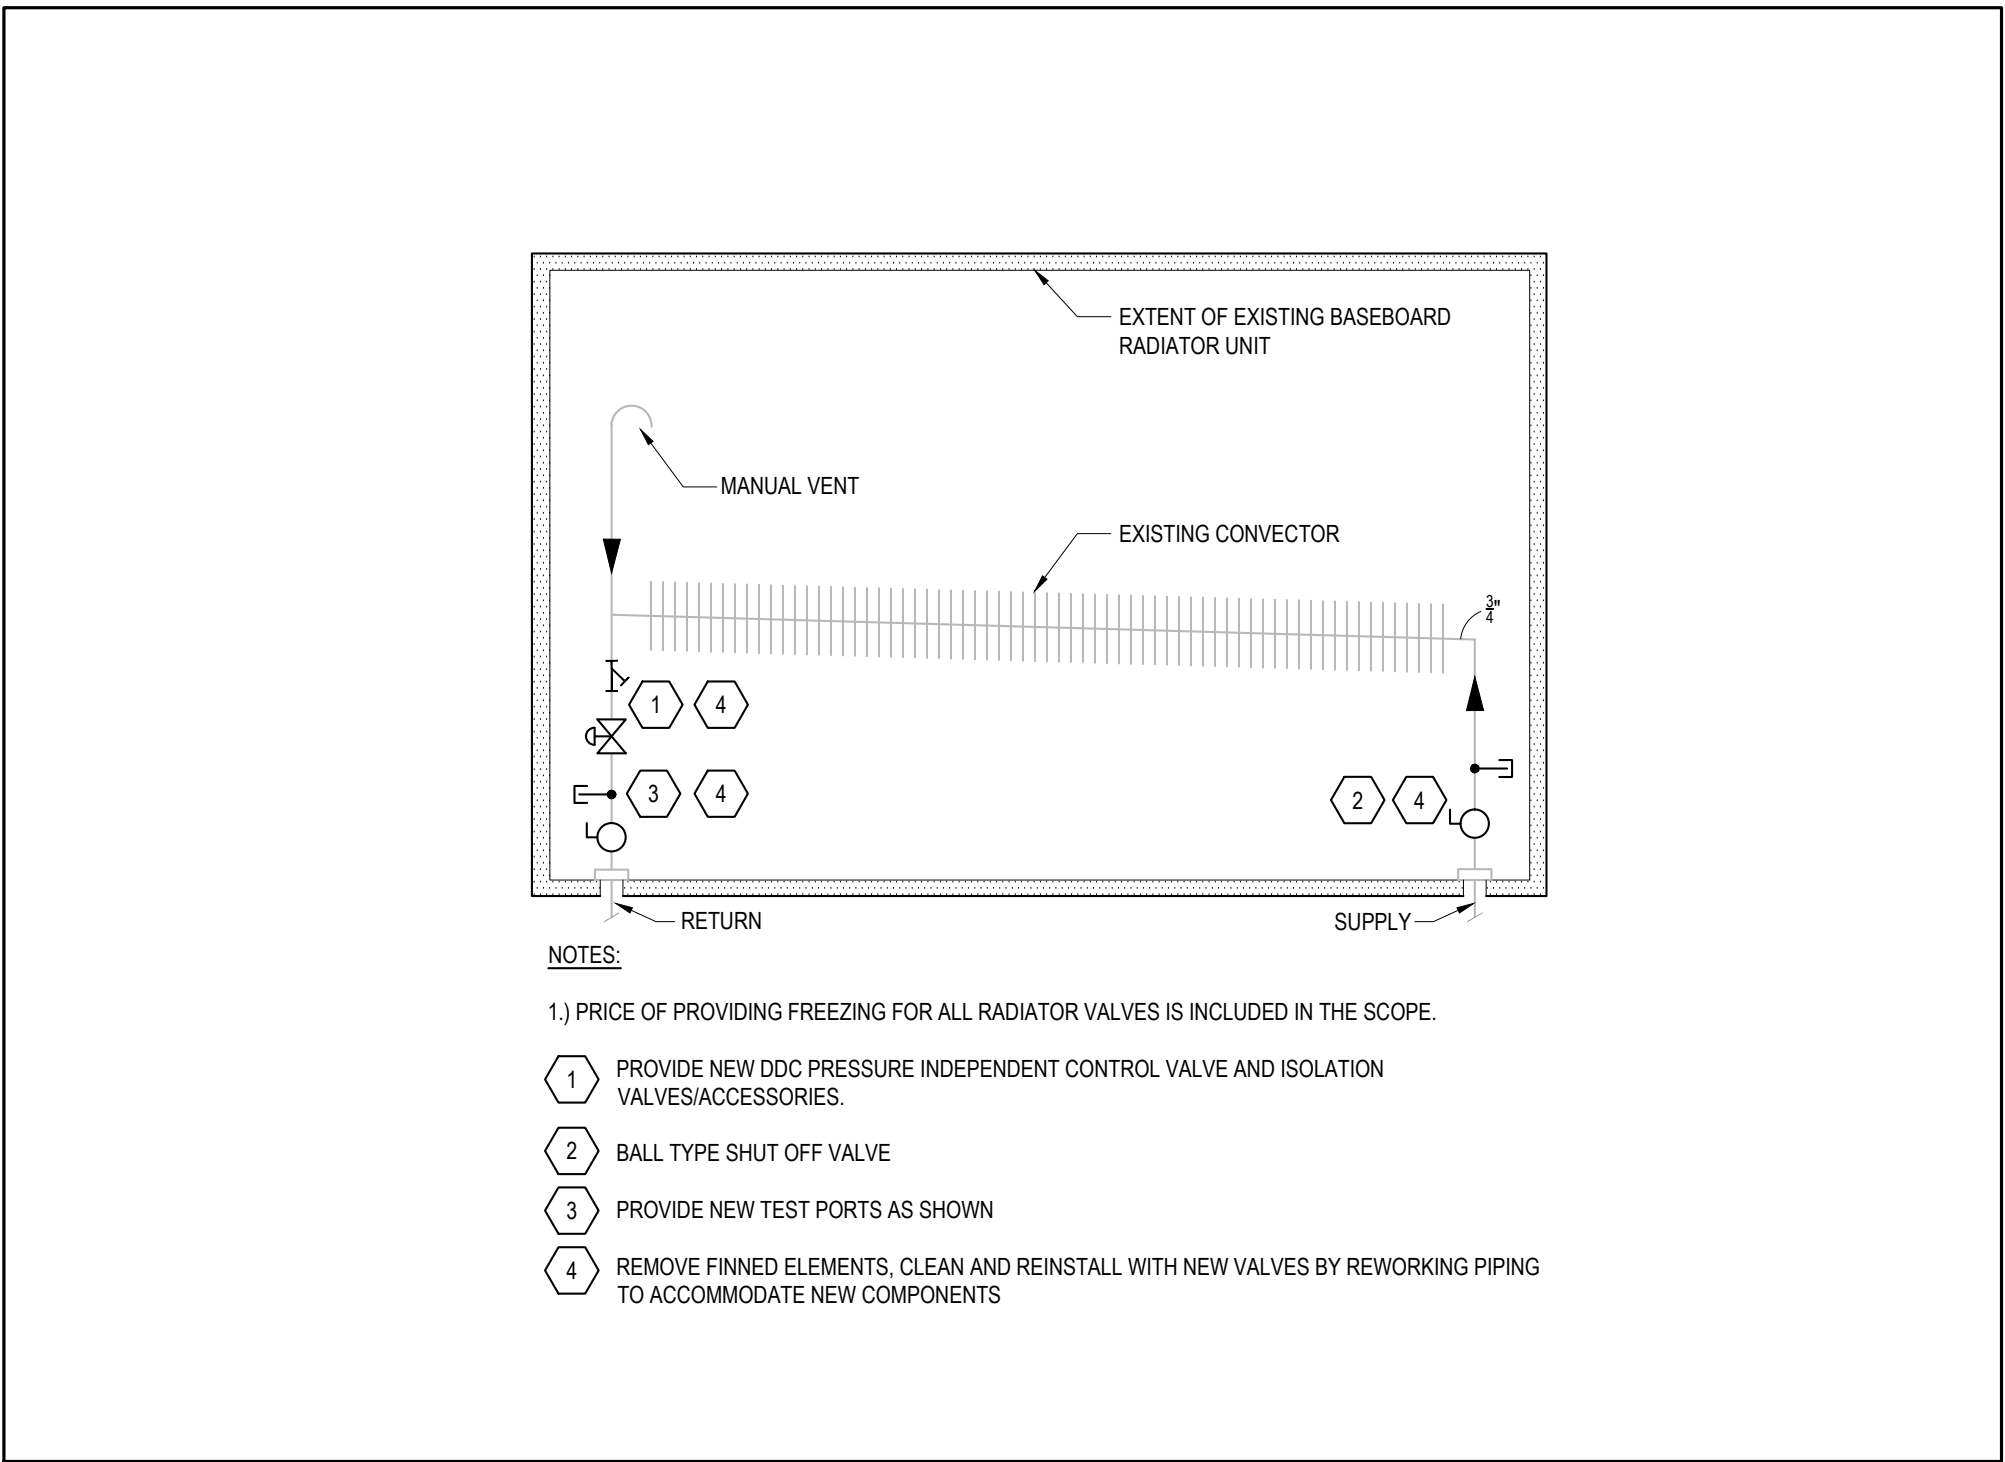 EXTENT OF EXISTING BASEBOARD
RADIATOR UNIT
MANUAL VENT
EXISTING CONVECTOR
3/4"
1 4
3 4
2 4
RETURN
SUPPLY
NOTES:
1.) PRICE OF PROVIDING FREEZING FOR ALL RADIATOR VALVES IS INCLUDED IN THE SCOPE.
1 PROVIDE NEW DDC PRESSURE INDEPENDENT CONTROL VALVE AND ISOLATION
VALVES/ACCESSORIES.
2 BALL TYPE SHUT OFF VALVE
3 PROVIDE NEW TEST PORTS AS SHOWN
4 REMOVE FINNED ELEMENTS, CLEAN AND REINSTALL WITH NEW VALVES BY REWORKING PIPING
TO ACCOMMODATE NEW COMPONENTS